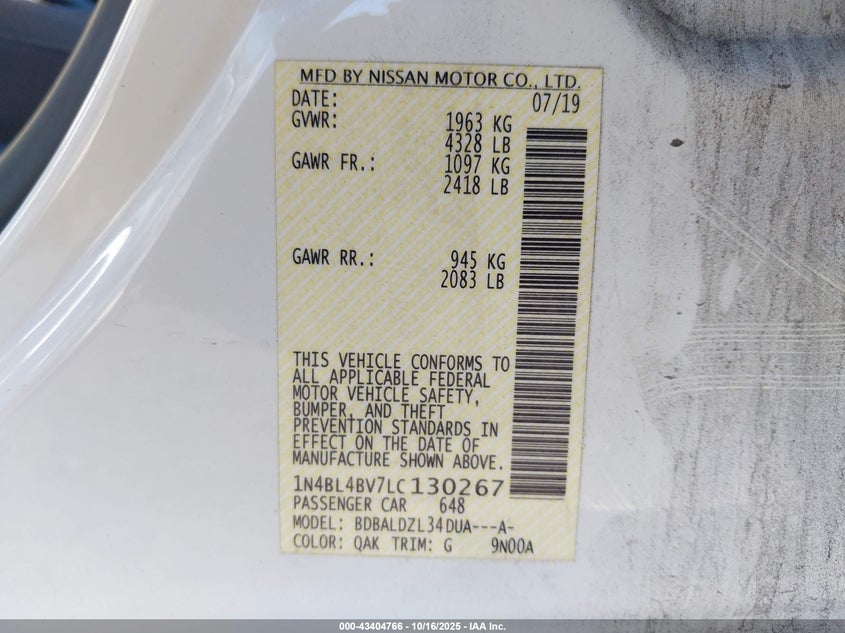 MFD BY NISSAN MOTOR CO., LTD.
DATE: 07/19
GVWR: 1963 KG
4328 LB
GAWR FR.: 1097 KG
2418 LB
GAWR RR.: 945 KG
2083 LB
THIS VEHICLE CONFORMS TO
ALL APPLICABLE FEDERAL
MOTOR VEHICLE SAFETY,
BUMPER, AND THEFT
PREVENTION STANDARDS IN
EFFECT ON THE DATE OF
MANUFACTURE SHOWN ABOVE.
1N4BL4BV7LC130267
PASSENGER CAR 648
MODEL: BDBALDZL34DUA---A-
COLOR: QAK TRIM: G 9N00A
000-43404766 - 10/16/2025 - IAA Inc.